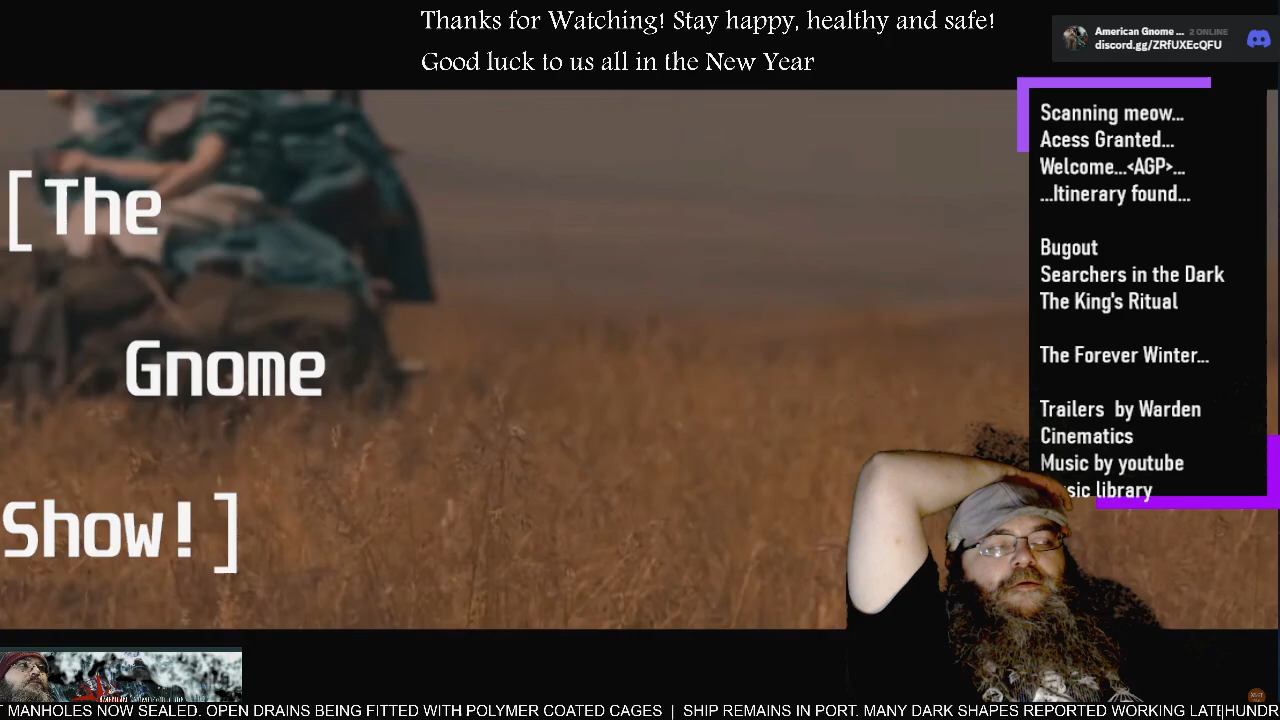 Thanks for Watching! Stay happy, healthy and safe!
Good luck to us all in the New Year
American Gnome ... 2 ONLINE
discord.gg/ZRfUXEcQFU
[The
Gnome
Show!]
Scanning meow...
Acess Granted...
Welcome...<AGP>...
...Itinerary found...
Bugout
Searchers in the Dark
The King's Ritual
The Forever Winter...
Trailers by Warden
Cinematics
Music by youtube
library
MANHOLES NOW SEALED. OPEN DRAINS BEING FITTED WITH POLYMER COATED CAGES | SHIP REMAINS IN PORT. MANY DARK SHAPES REPORTED WORKING